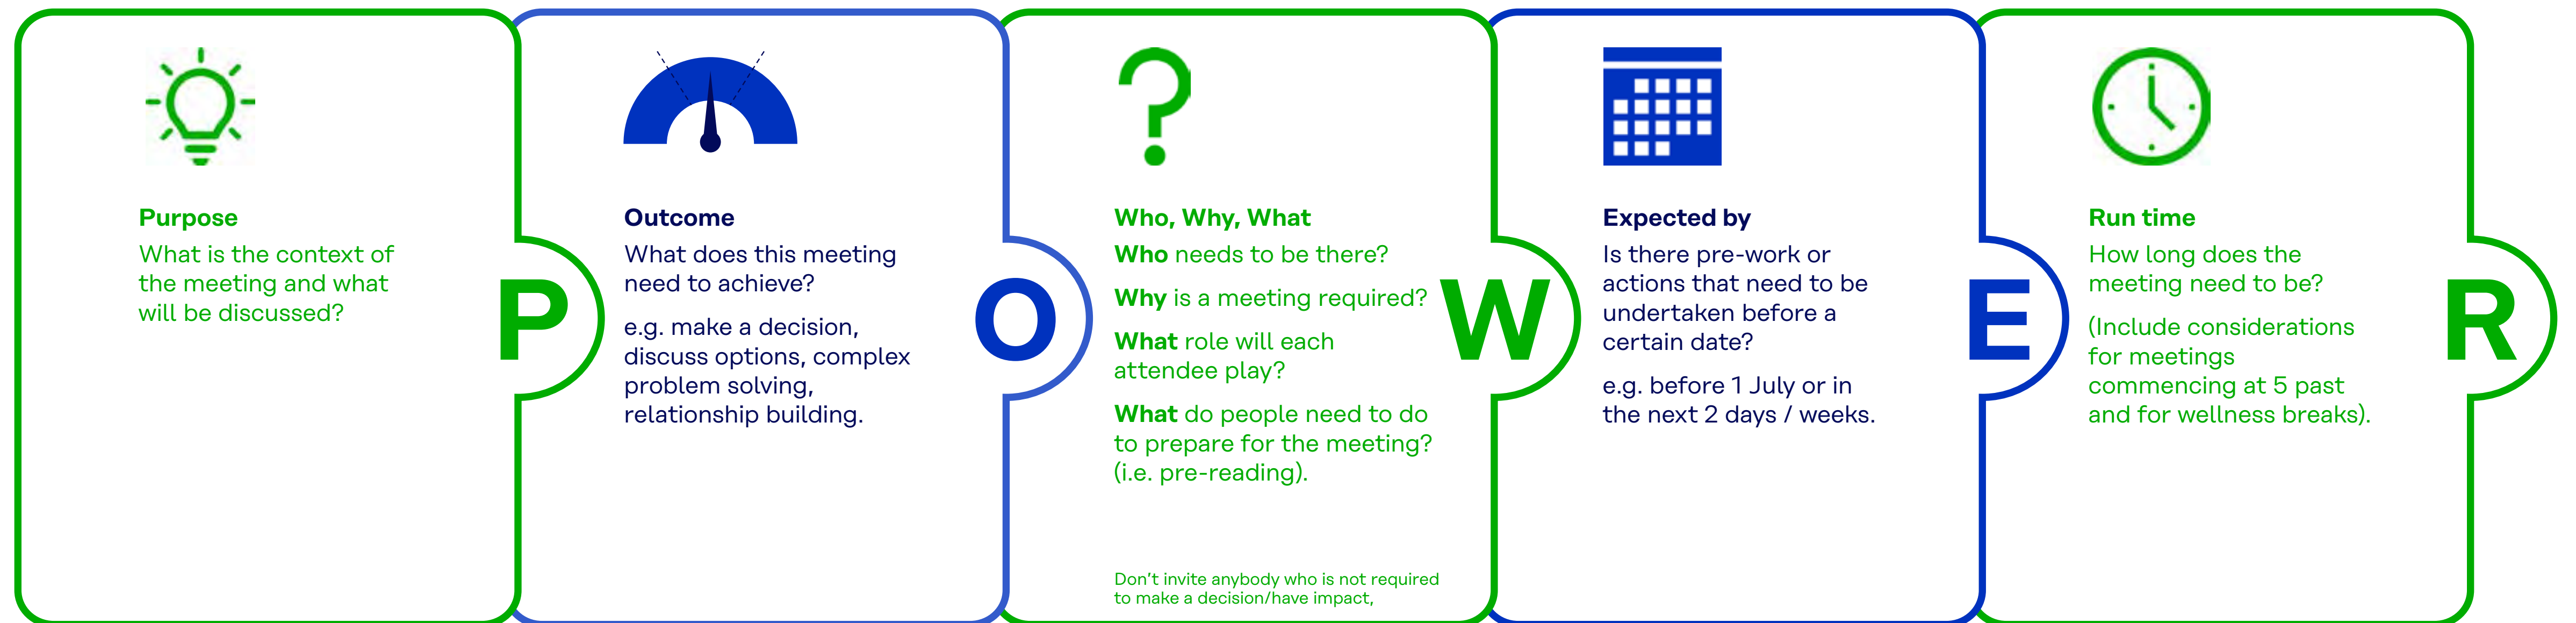 Purpose
What is the context of
the meeting and what
will be discussed?
P
Outcome
What does this meeting
need to achieve?
e.g. make a decision,
discuss options, complex
problem solving,
relationship building.
O
Who, Why, What
Who needs to be there?
Why is a meeting required?
What role will each
attendee play?
What do people need to do
to prepare for the meeting?
(i.e. pre-reading).
Don’t invite anybody who is not required
to make a decision/have impact,
W
Expected by
Is there pre-work or
actions that need to be
undertaken before a
certain date?
e.g. before 1 July or in
the next 2 days / weeks.
E
Run time
How long does the
meeting need to be?
(Include considerations
for meetings
commencing at 5 past
and for wellness breaks).
R